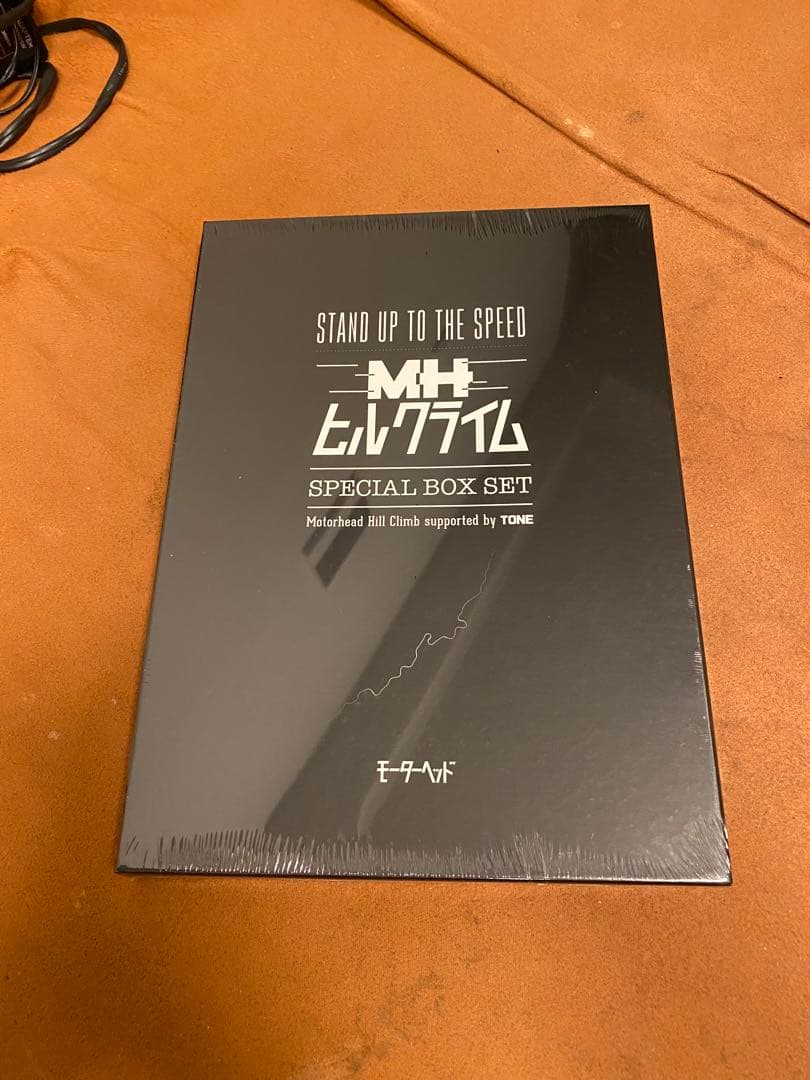 STAND UP TO THE SPEED
MH
ヒルクライム
SPECIAL BOX SET
Motorhead Hill Climb supported by TONE
モーターヘッド